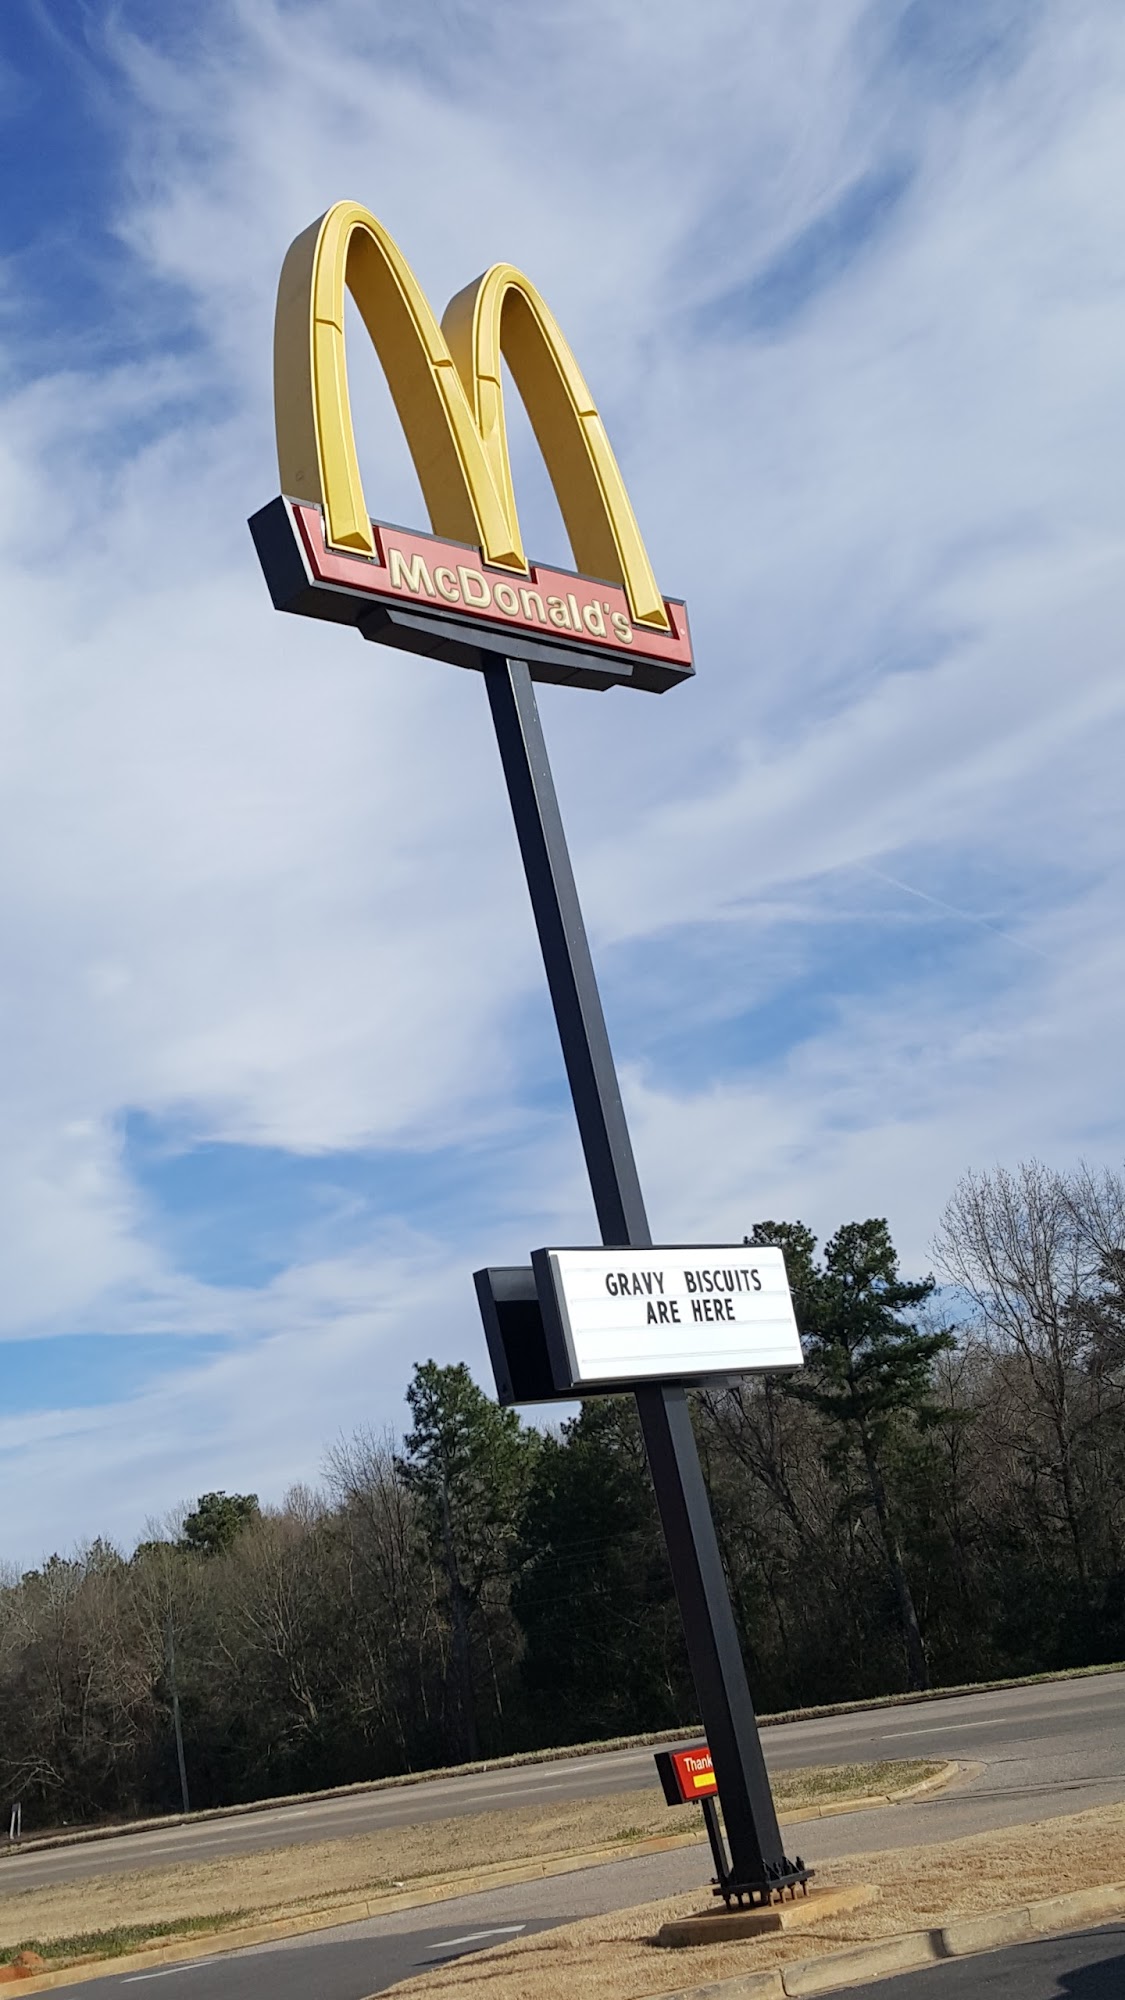 McDonald's
GRAVY BISCUITS
ARE HERE